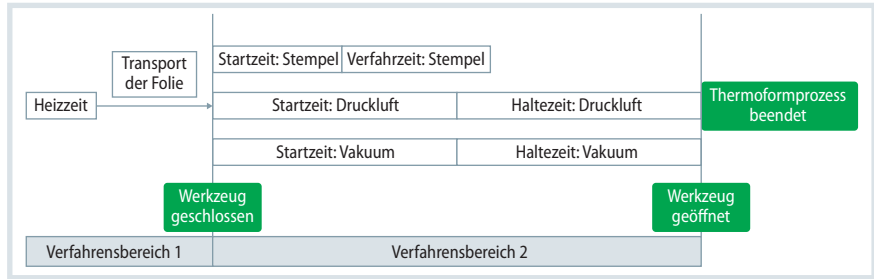 Transport
der Folie
Startzeit: Stempel
Verfahrzeit: Stempel
Heizzeit
Startzeit: Druckluft
Haltezeit: Druckluft
Thermoformprozess
beendet
Startzeit: Vakuum
Haltezeit: Vakuum
Werkzeug
geschlossen
Werkzeug
geöffnet
Verfahrensbereich 1
Verfahrensbereich 2